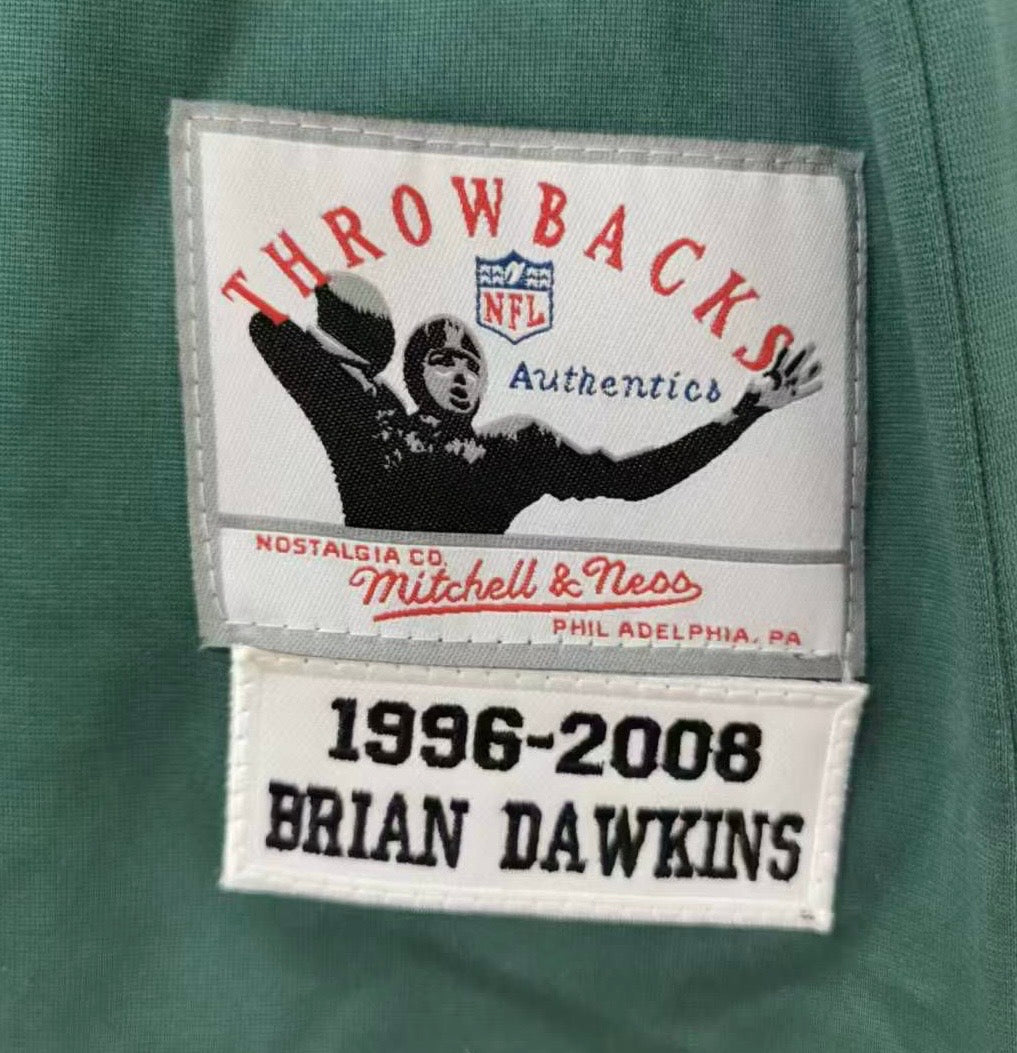 THROWBACKS
NFL
Authentics
NOSTALGIA CO.
Mitchell & Ness
PHILADELPHIA, PA
1996-2008
BRIAN DAWKINS